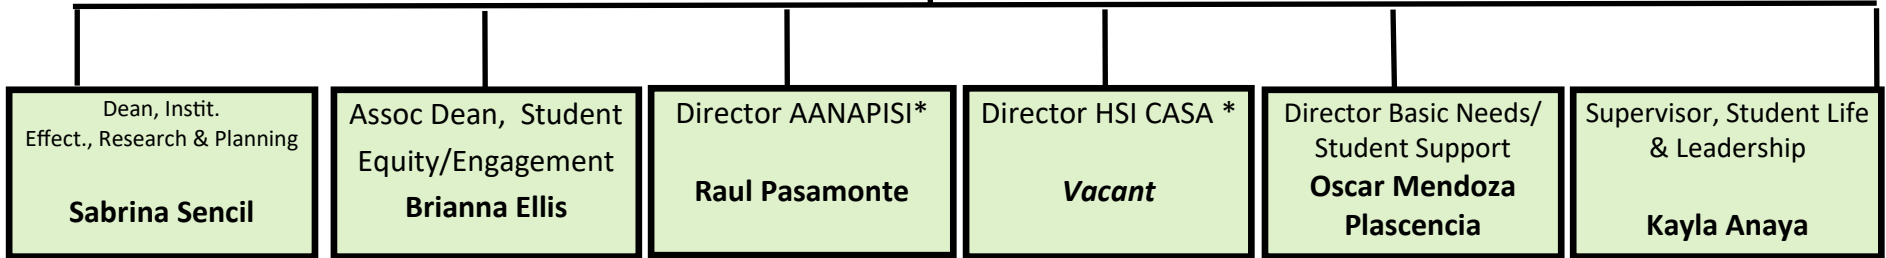 Dean, Instit.
Effect., Research & Planning
Sabrina Sencil
Assoc Dean, Student
Equity/Engagement
Brianna Ellis
Director AANAPISI*
Raul Pasamonte
Director HSI CASA *
Vacant
Director Basic Needs/
Student Support
Oscar Mendoza
Plascencia
Supervisor, Student Life
& Leadership
Kayla Anaya